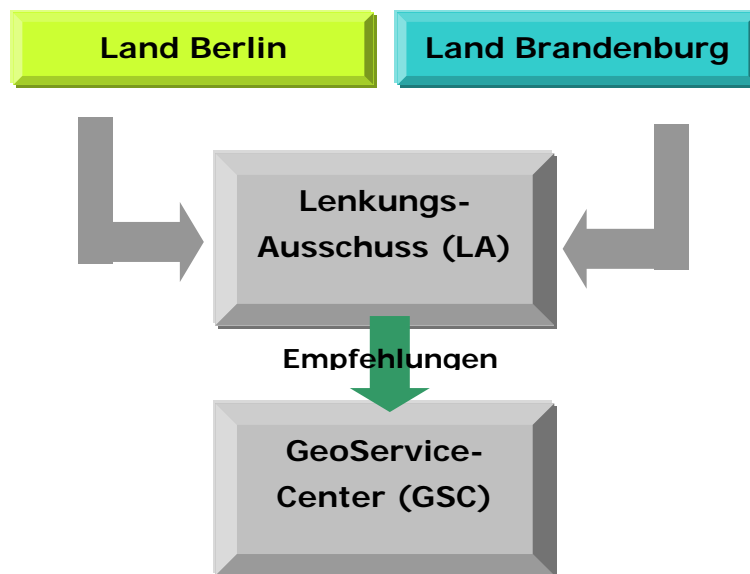 Land Berlin
Land Brandenburg
Lenkungs-
Ausschuss (LA)
Empfehlungen
GeoService-
Center (GSC)